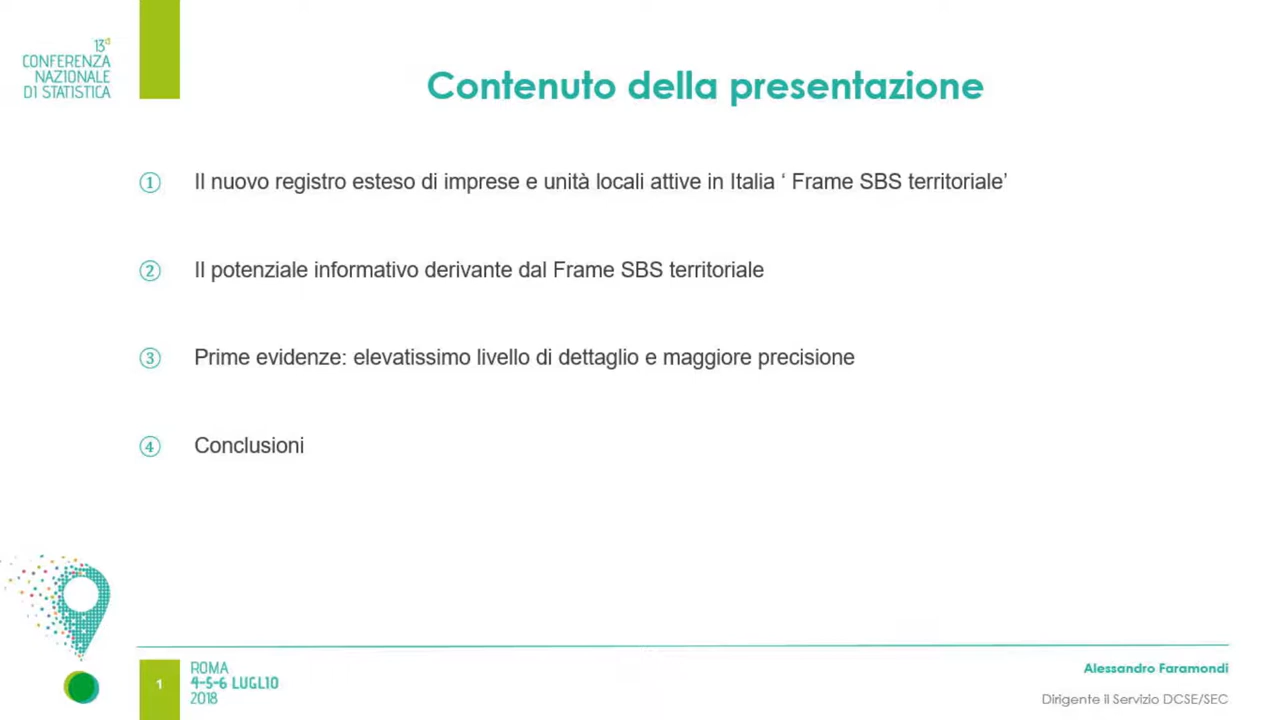 13ª
CONFERENZA
NAZIONALE
DI STATISTICA
Contenuto della presentazione
① Il nuovo registro esteso di imprese e unità locali attive in Italia ‘ Frame SBS territoriale’
② Il potenziale informativo derivante dal Frame SBS territoriale
③ Prime evidenze: elevatissimo livello di dettaglio e maggiore precisione
④ Conclusioni
1
ROMA
4-5-6 LUGLIO
2018
Alessandro Faramondi
Dirigente il Servizio DCSE/SEC